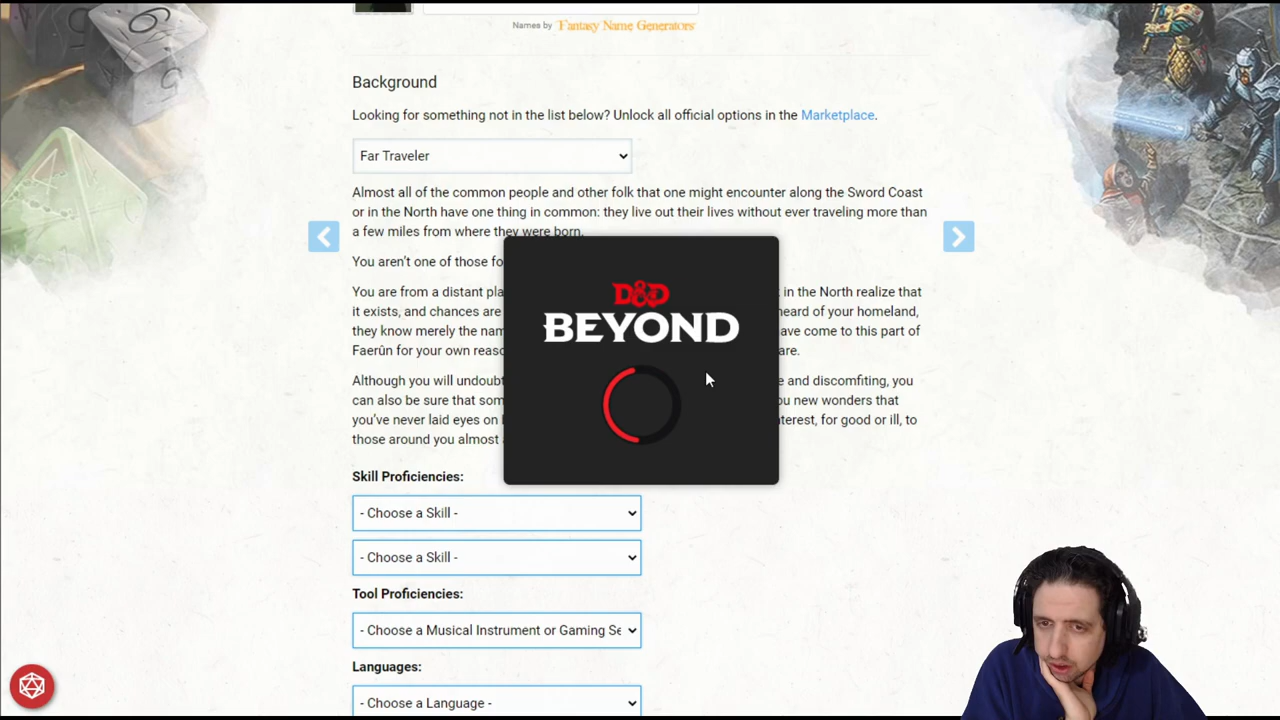 Names by Fantasy Name Generators
Background
Looking for something not in the list below? Unlock all official options in the Marketplace.
Far Traveler
Almost all of the common people and other folk that one might encounter along the Sword Coast
or in the North have one thing in common: they live out their lives without ever traveling more than
a few miles from where they were born.
You aren't one of those fo
You are from a distant pla in the North realize that
it exists, and chances are heard of your homeland,
they know merely the nam ave come to this part of
Faerûn for your own reaso are.
Although you will undoubt e and discomfiting, you
can also be sure that som ou new wonders that
you've never laid eyes on terest, for good or ill, to
those around you almost
D&D
BEYOND
Skill Proficiencies:
- Choose a Skill -
- Choose a Skill -
Tool Proficiencies:
- Choose a Musical Instrument or Gaming Se
Languages:
- Choose a Language -